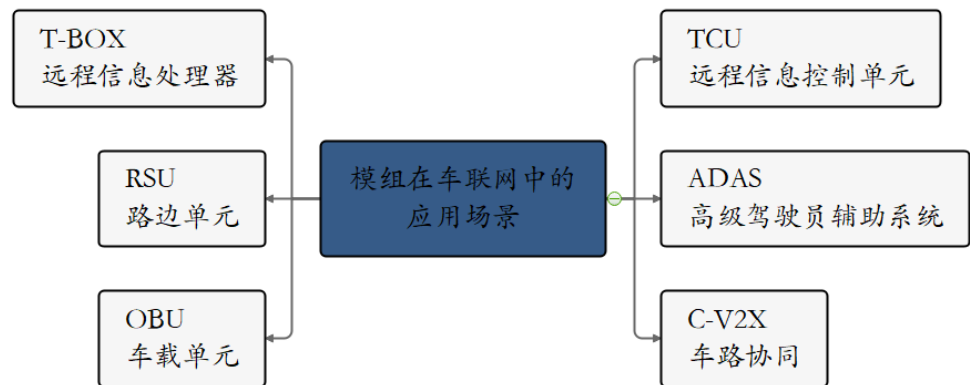 T-BOX
远程信息处理器
RSU
路边单元
OBU
车载单元
模组在车联网中的
应用场景
TCU
远程信息控制单元
ADAS
高级驾驶员辅助系统
C-V2X
车路协同